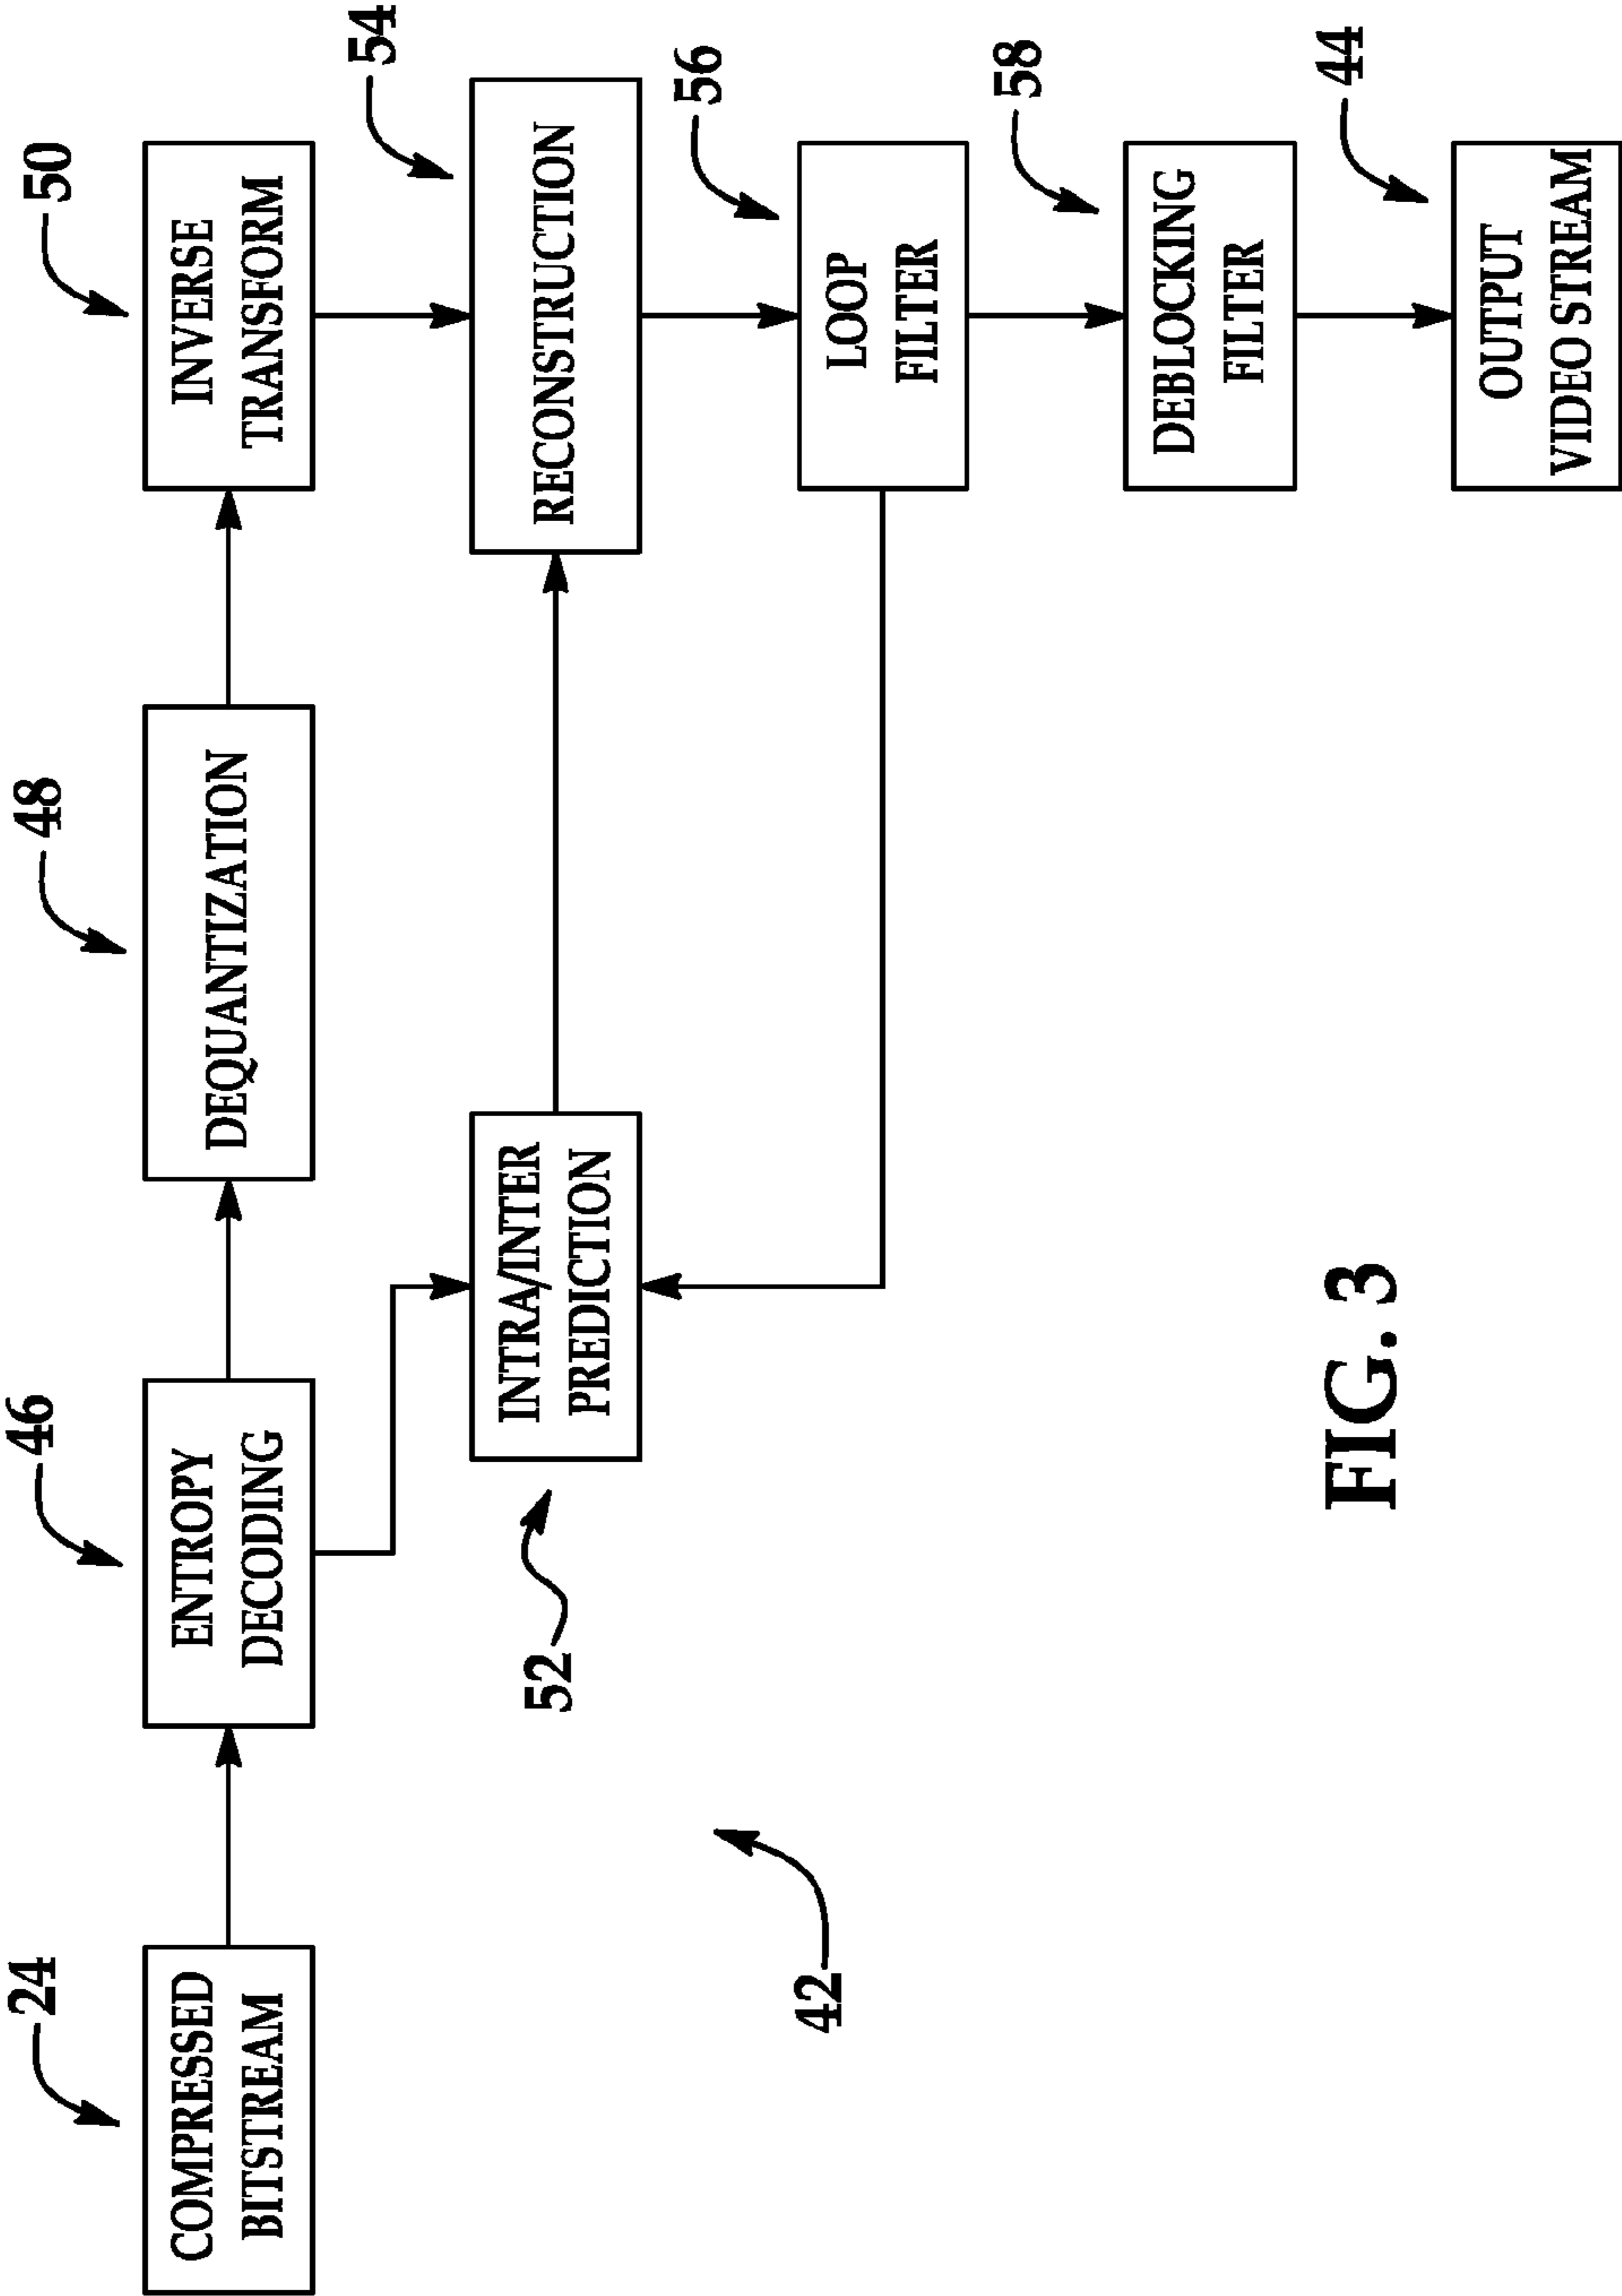 24
COMPRESSED
BITSTREAM
46
ENTROPY
DECODING
48
DEQUANTIZATION
50
INVERSE
TRANSFORM
52
INTRA/INTER
PREDICTION
54
RECONSTRUCTION
42
56
LOOP
FILTER
58
DEBLOCKING
FILTER
44
OUTPUT
VIDEO STREAM
FIG. 3